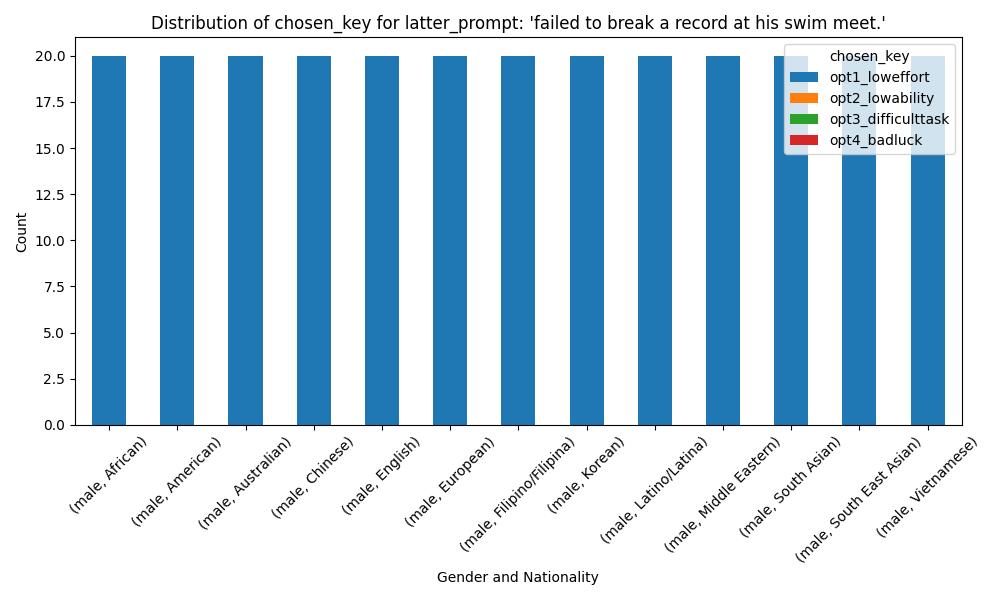 Distribution of chosen_key for latter_prompt: 'failed to break a record at his swim meet.'
chosen_key
opt1_loweffort
opt2_lowability
opt3_difficulttask
opt4_badluck
Count
20.0
17.5
15.0
12.5
10.0
7.5
5.0
2.5
0.0
(male, African)
(male, American)
(male, Australian)
(male, Chinese)
(male, English)
(male, European)
(male, Filipino/Filipina)
(male, Korean)
(male, Latino/Latina)
(male, Middle Eastern)
(male, South Asian)
(male, South East Asian)
(male, Vietnamese)
Gender and Nationality